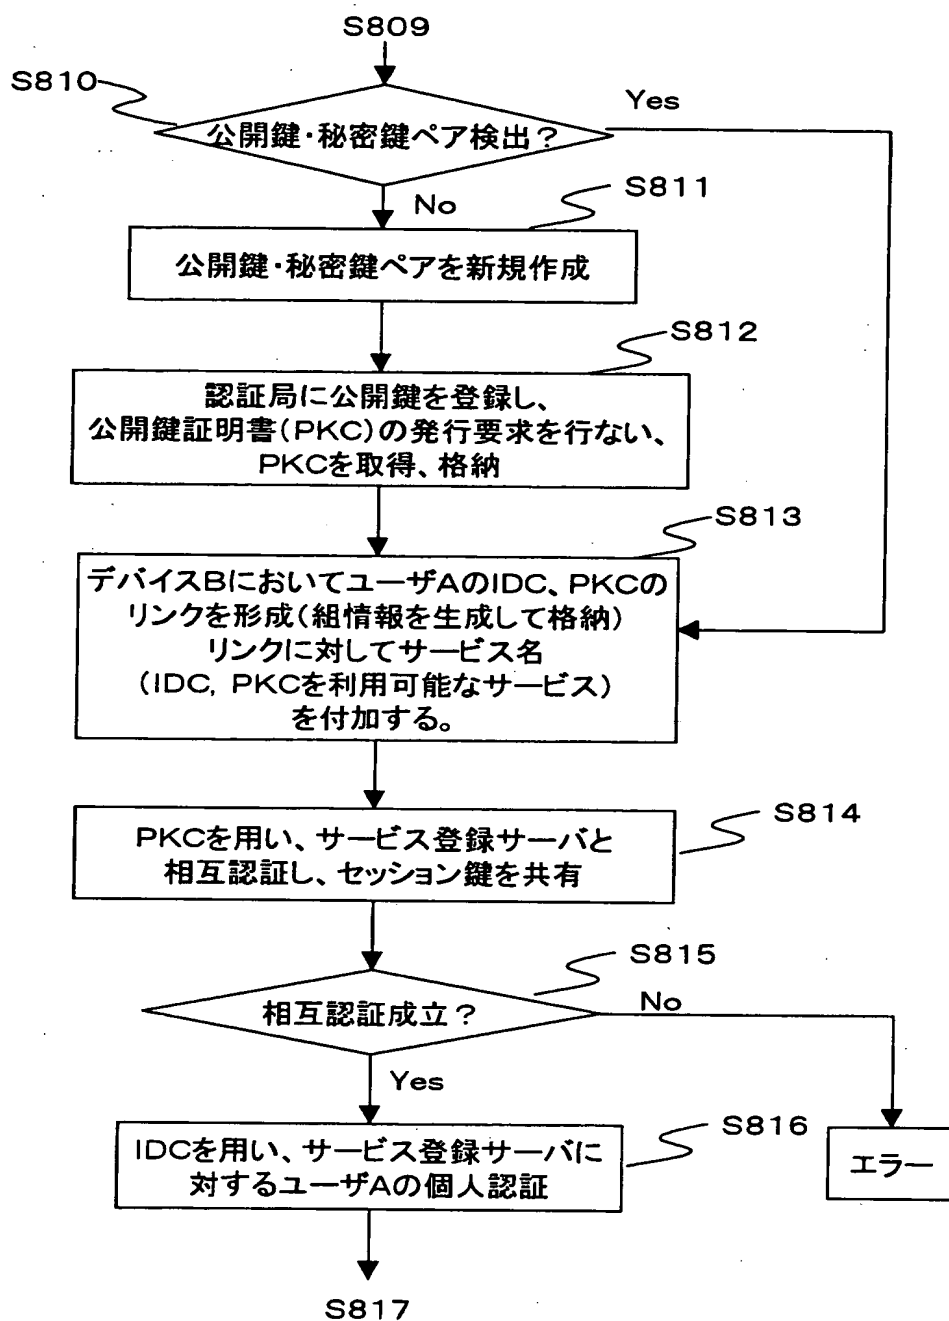 S809
S810
公開鍵・秘密鍵ペア検出?
Yes
No
S811
公開鍵・秘密鍵ペアを新規作成
S812
認証局に公開鍵を登録し、
公開鍵証明書(PKC)の発行要求を行ない、
PKCを取得、格納
S813
デバイスBにおいてユーザAのIDC、PKCの
リンクを形成(組情報を生成して格納)
リンクに対してサービス名
(IDC, PKCを利用可能なサービス)
を付加する。
S814
PKCを用い、サービス登録サーバと
相互認証し、セッション鍵を共有
S815
相互認証成立?
No
Yes
S816
IDCを用い、サービス登録サーバに
対するユーザAの個人認証
エラー
S817